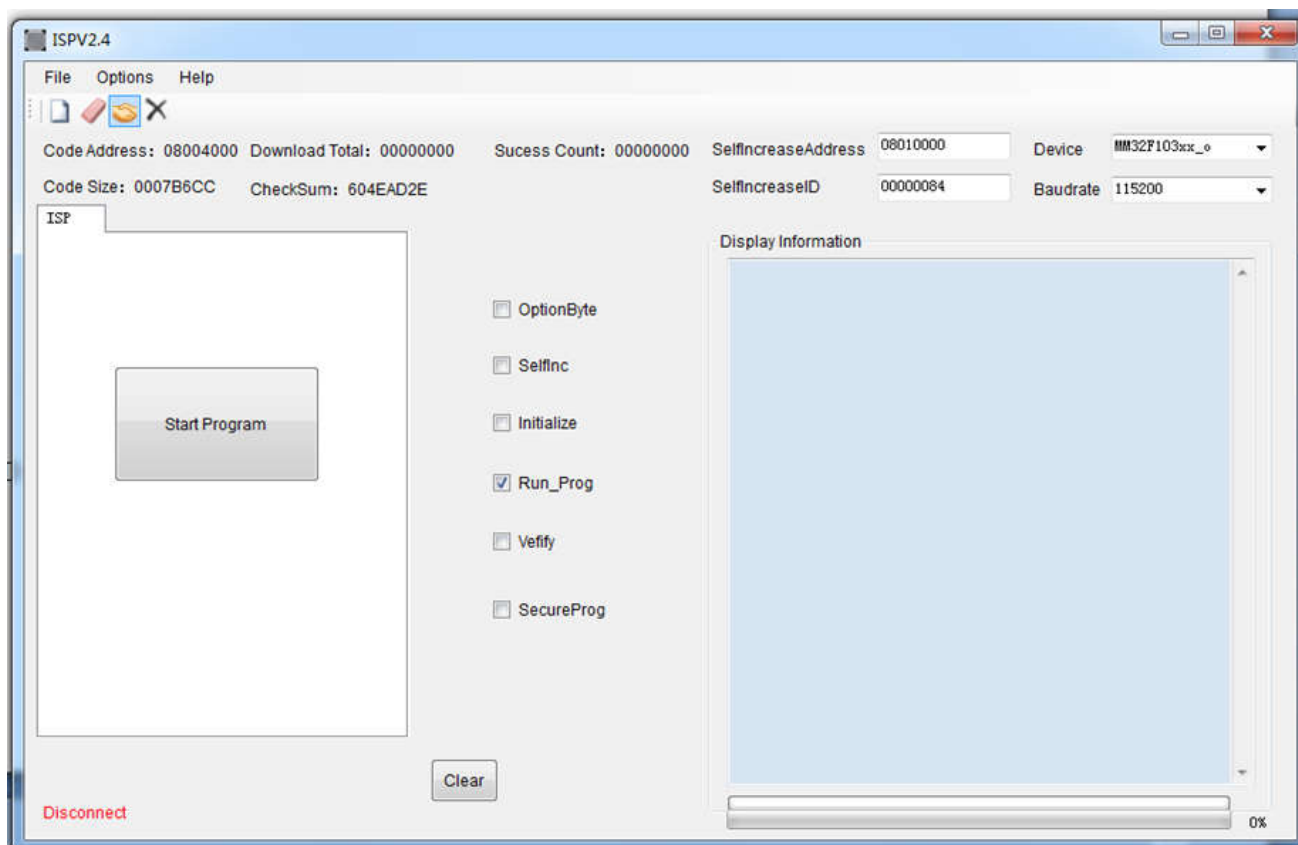 ISPV2.4
File Options Help
Code Address: 08004000 Download Total: 00000000 Sucess Count: 00000000 SelfIncreaseAddress 08010000 Device MM32F103xx_o
Code Size: 0007B6CC CheckSum: 604EAD2E SelfIncreaseID 00000084 Baudrate 115200
ISP
Display Information
OptionByte
SelfInc
Start Program
Initialize
Run_Prog
Vefify
SecureProg
Clear
Disconnect
0%